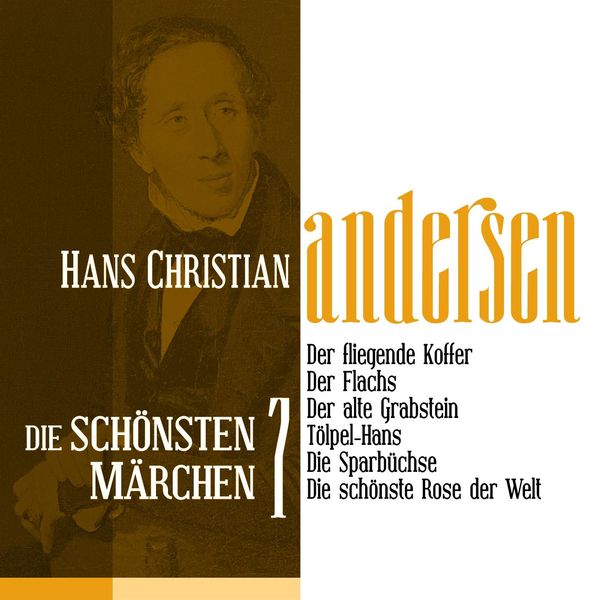 HANS CHRISTIAN andersen
Der fliegende Koffer
Der Flachs
Der alte Grabstein
Tölpel-Hans
Die Sparbüchse
Die schönste Rose der Welt
DIE SCHÖNSTEN
MÄRCHEN 7